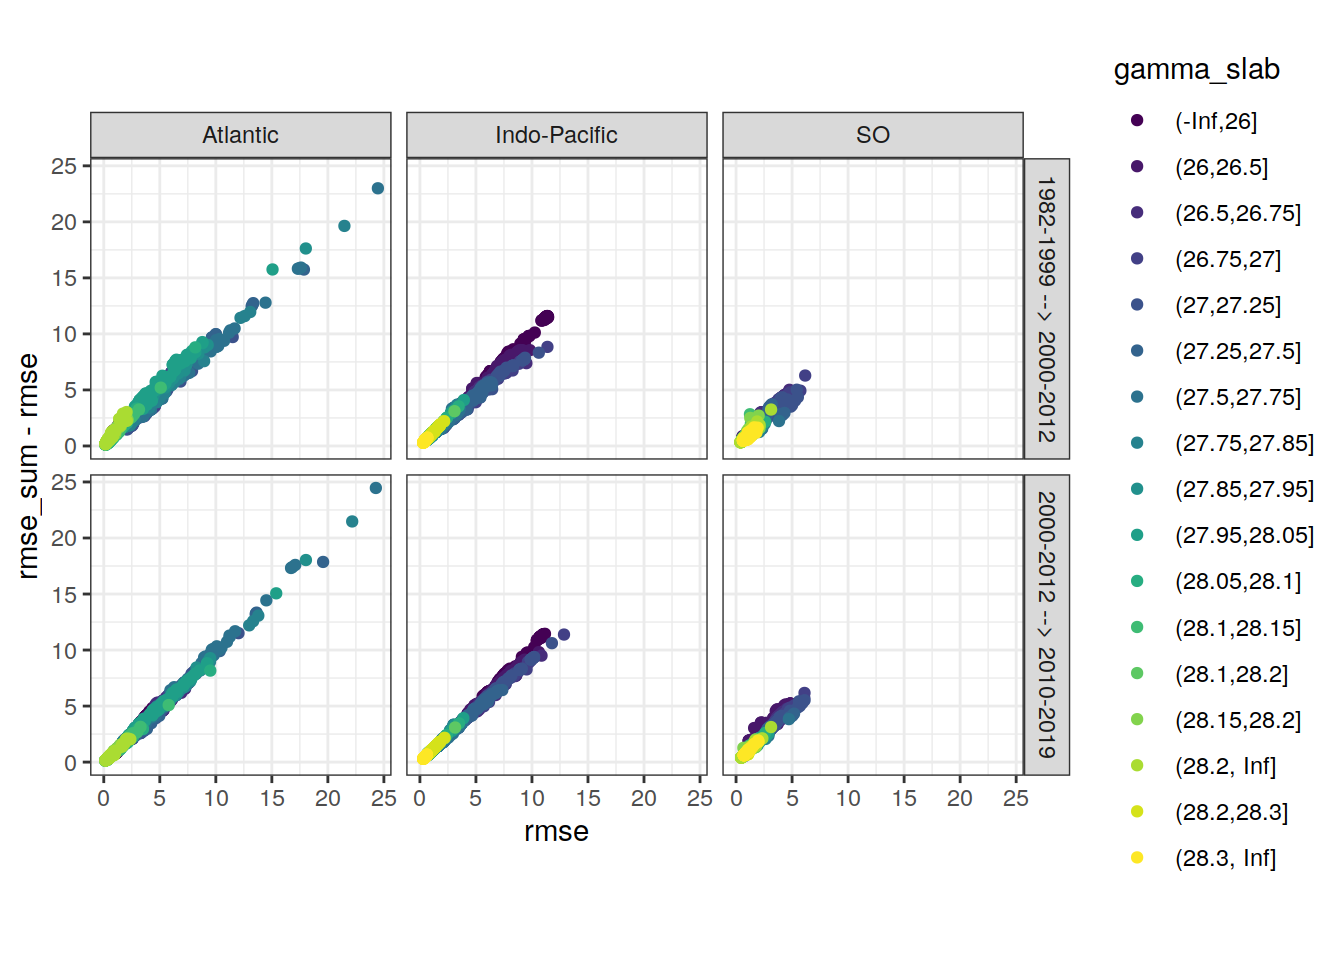 gamma_slab
Atlantic
Indo-Pacific
SO
25
20
15
10
5
0
25
20
15
10
5
0
rmse_sum - rmse
1982-1999 --> 2000-2012
2000-2012 --> 2010-2019
0 5 10 15 20 25
0 5 10 15 20 25
0 5 10 15 20 25
rmse
(-Inf,26]
(26,26.5]
(26.5,26.75]
(26.75,27]
(27,27.25]
(27.25,27.5]
(27.5,27.75]
(27.75,27.85]
(27.85,27.95]
(27.95,28.05]
(28.05,28.1]
(28.1,28.15]
(28.1,28.2]
(28.15,28.2]
(28.2, Inf]
(28.2,28.3]
(28.3, Inf]